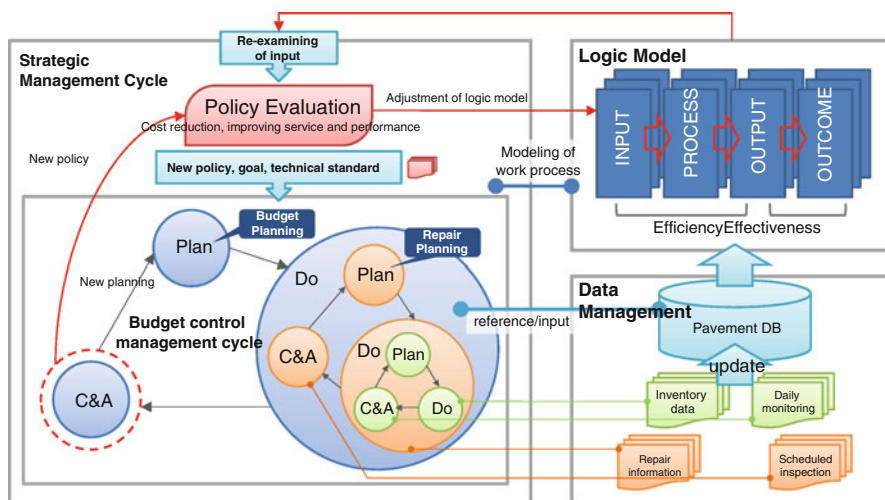 Re-examining
of input
Strategic
Management Cycle
Policy Evaluation
Cost reduction, improving service and performance
Adjustment of logic model
New policy
New policy, goal, technical standard
Budget
Planning
Plan
New planning
Budget control
management cycle
C&A
Do
Repair
Planning
Plan
C&A
Do
Plan
C&A
Do
Modeling of
work process
reference/input
Logic Model
INPUT
PROCESS
OUTPUT
OUTCOME
EfficiencyEffectiveness
Data
Management
Pavement DB
update
Inventory
data
Daily
monitoring
Repair
information
Scheduled
inspection